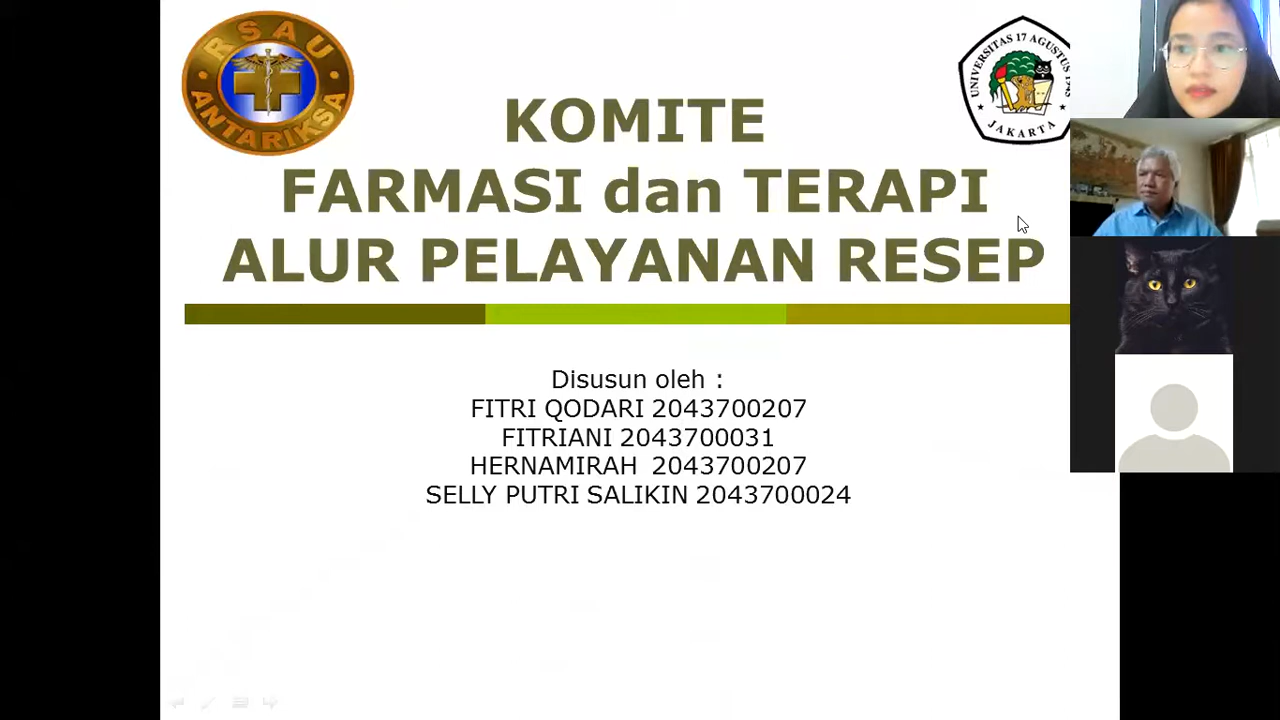 RSAU
ANTARIKSA
UNIVERSITAS 17 AGUSTUS 1945
JAKARTA
KOMITE
FARMASI dan TERAPI
ALUR PELAYANAN RESEP
Disusun oleh :
FITRI QODARI 2043700207
FITRIANI 2043700031
HERNAMIRAH 2043700207
SELLY PUTRI SALIKIN 2043700024